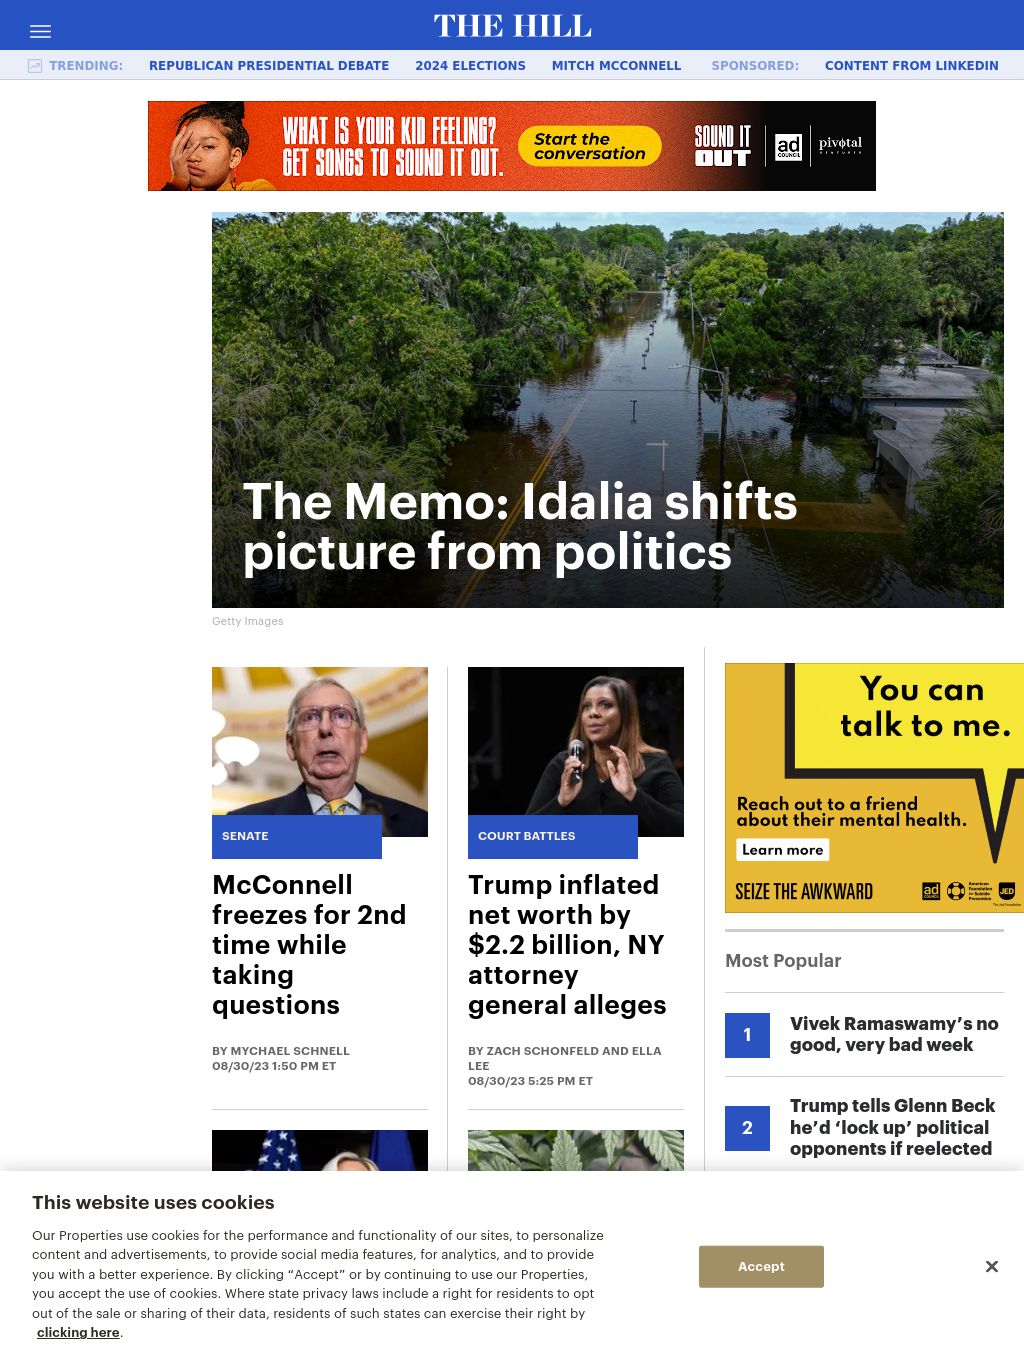 THE HILL
TRENDING: REPUBLICAN PRESIDENTIAL DEBATE 2024 ELECTIONS MITCH MCCONNELL SPONSORED: CONTENT FROM LINKEDIN
WHAT IS YOUR KID FEELING?
GET SONGS TO SOUND IT OUT.
Start the
conversation
SOUND IT
OUT
ad
COUNCIL
pivotal
VENTURES
The Memo: Idalia shifts
picture from politics
Getty Images
SENATE
McConnell
freezes for 2nd
time while
taking
questions
BY MYCHAEL SCHNELL
08/30/23 1:50 PM ET
COURT BATTLES
Trump inflated
net worth by
$2.2 billion, NY
attorney
general alleges
BY ZACH SCHONFELD AND ELLA
LEE
08/30/23 5:25 PM ET
You can
talk to me.
Reach out to a friend
about their mental health.
Learn more
SEIZE THE AWKWARD
ad
COUNCIL
American
Foundation
for Suicide
Prevention
JED
The Jed Foundation
Most Popular
1
Vivek Ramaswamy’s no
good, very bad week
2
Trump tells Glenn Beck
he’d ‘lock up’ political
opponents if reelected
This website uses cookies
Our Properties use cookies for the performance and functionality of our sites, to personalize
content and advertisements, to provide social media features, for analytics, and to provide
you with a better experience. By clicking “Accept” or by continuing to use our Properties,
you accept the use of cookies. Where state privacy laws include a right for residents to opt
out of the sale or sharing of their data, residents of such states can exercise their right by
clicking here.
Accept